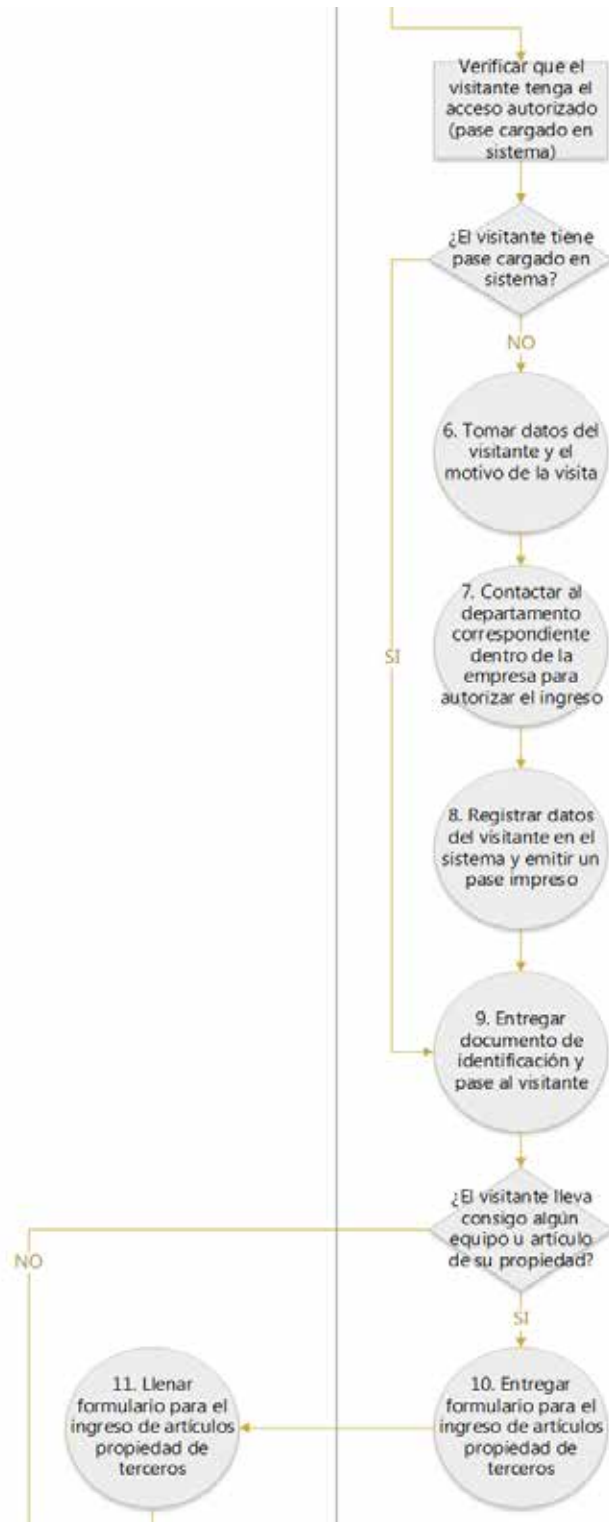 Verificar que el
visitante tenga el
acceso autorizado
(pase cargado en
sistema)
¿El visitante tiene
pase cargado en
sistema?
NO
6. Tomar datos del
visitante y el
motivo de la visita
7. Contactar al
departamento
correspondiente
dentro de la
empresa para
autorizar el ingreso
SI
8. Registrar datos
del visitante en el
sistema y emitir un
pase impreso
9. Entregar
documento de
identificación y
pase al visitante
¿El visitante lleva
consigo algún
equipo u artículo
de su propiedad?
NO
SI
11. Llenar
formulario para el
ingreso de artículos
propiedad de
terceros
10. Entregar
formulario para el
ingreso de artículos
propiedad de
terceros